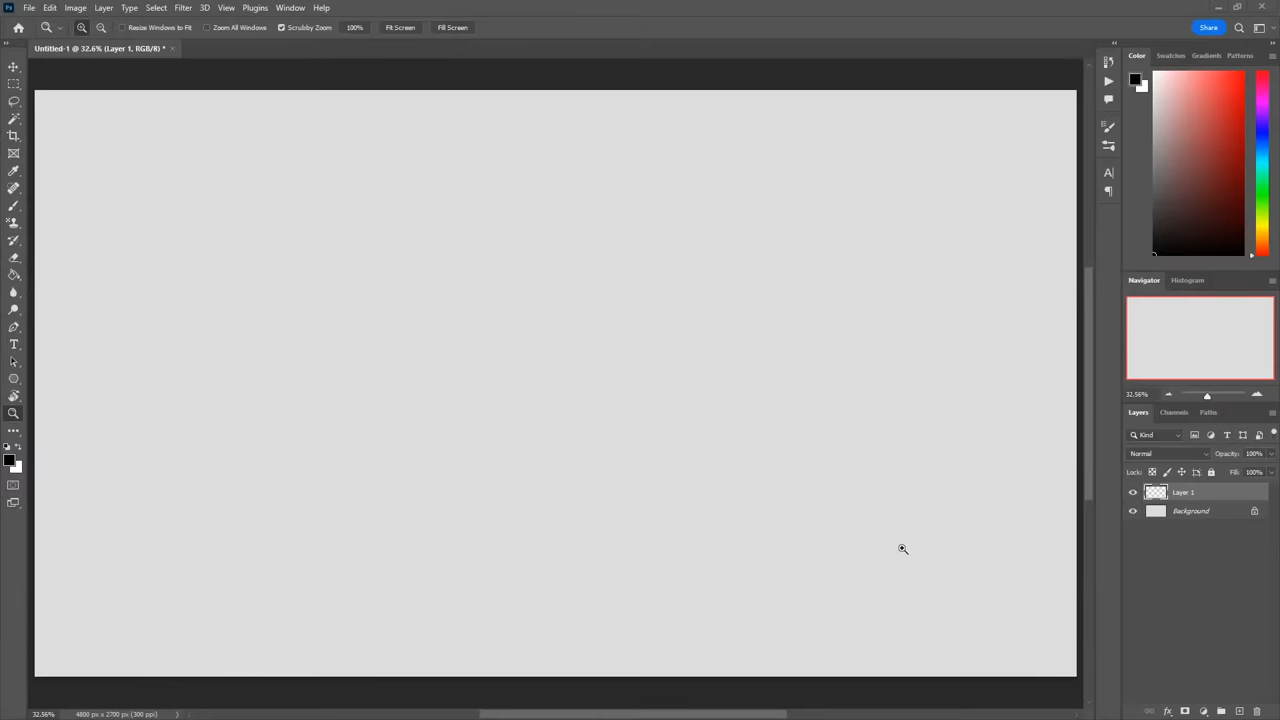 Ps File Edit Image Layer Type Select Filter 3D View Plugins Window Help
Resize Windows to Fit Zoom All Windows Scrubby Zoom 100% Fit Screen Fill Screen Share
Untitled-1 @ 32.6% (Layer 1, RGB/8) *
Color Swatches Gradients Patterns
Navigator Histogram
32.56%
Layers Channels Paths
Kind
Normal Opacity: 100%
Lock: Fill: 100%
Layer 1
Background
32.56% 4800 px x 2700 px (300 ppi)